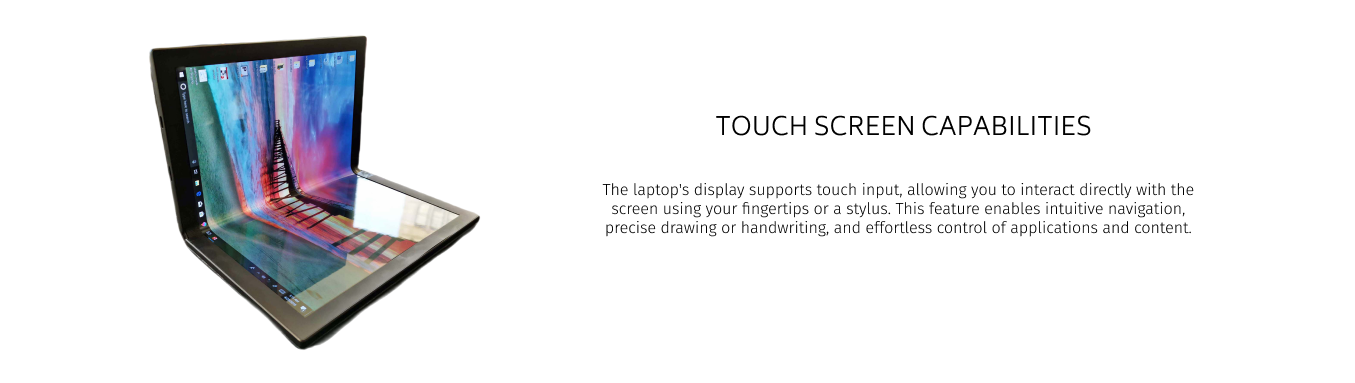 TOUCH SCREEN CAPABILITIES
The laptop's display supports touch input, allowing you to interact directly with the
screen using your fingertips or a stylus. This feature enables intuitive navigation,
precise drawing or handwriting, and effortless control of applications and content.